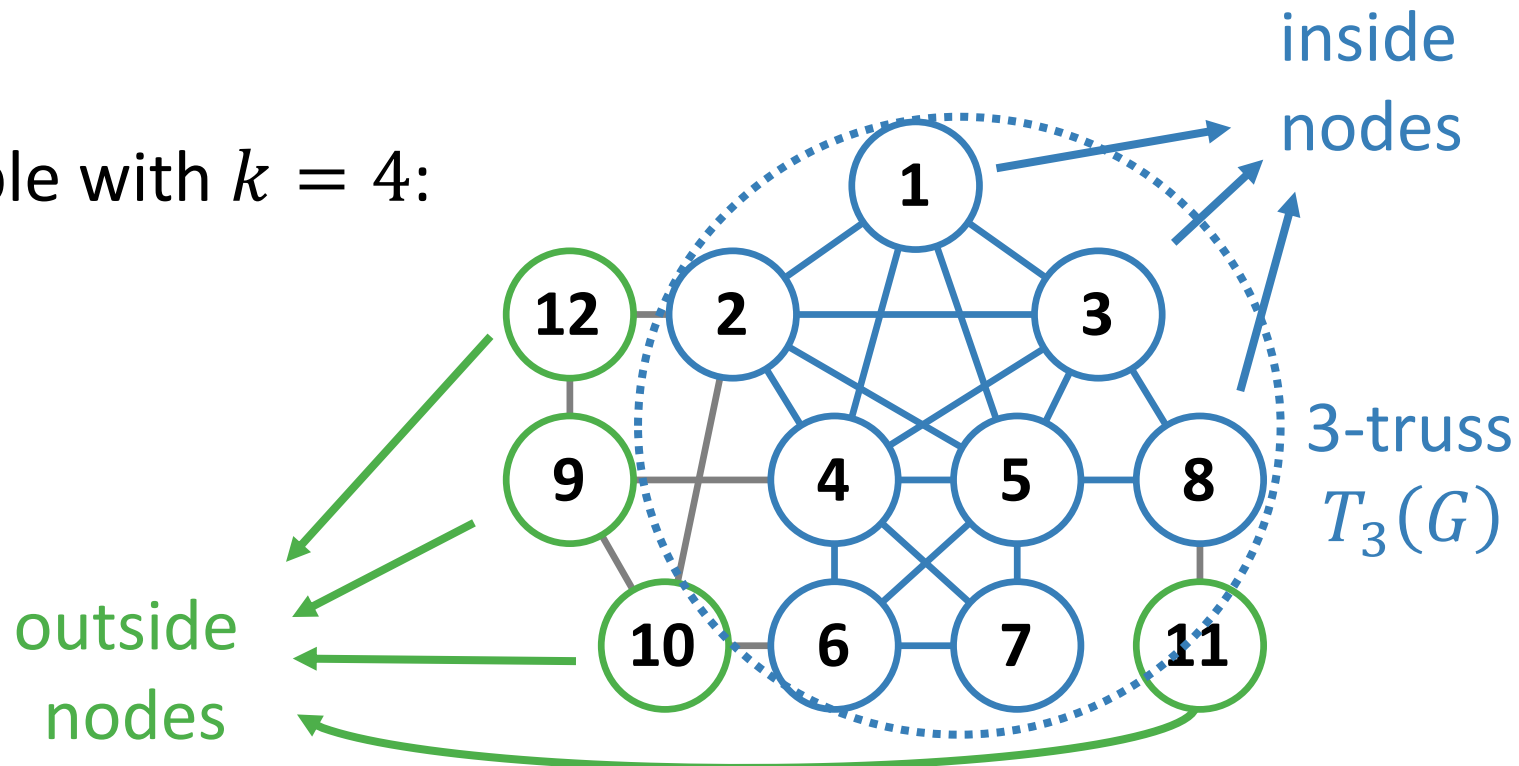 inside
nodes
ple with k = 4:
1
12
2
3
9
4
5
8
3-truss
T₃(G)
outside
nodes
10
6
7
11